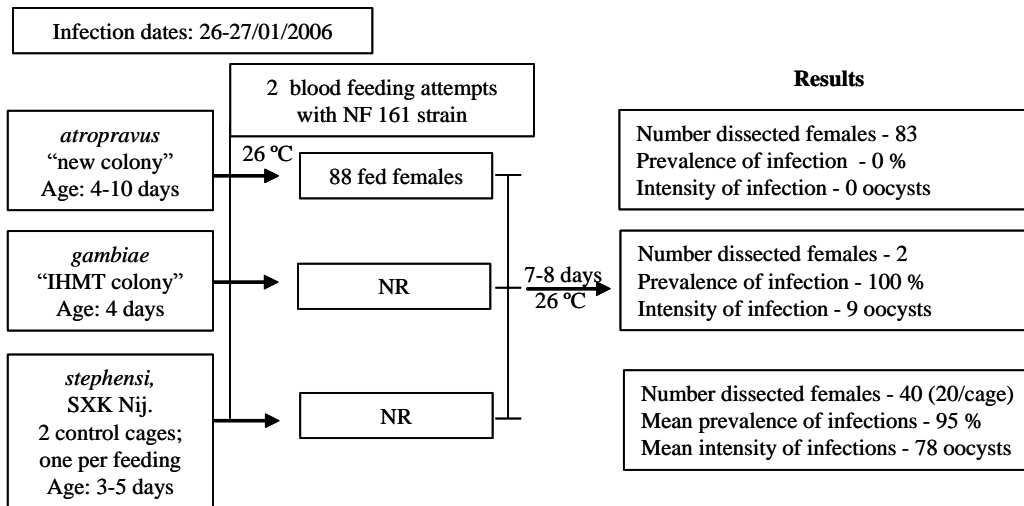 Infection dates: 26-27/01/2006
2 blood feeding attempts
with NF 161 strain
Results
atropravus
“new colony”
Age: 4-10 days
26 ºC
88 fed females
Number dissected females - 83
Prevalence of infection - 0 %
Intensity of infection - 0 oocysts
gambiae
“IHMT colony”
Age: 4 days
NR
7-8 days
26 ºC
Number dissected females - 2
Prevalence of infection - 100 %
Intensity of infection - 9 oocysts
stephensi,
SXK Nij.
2 control cages;
one per feeding
Age: 3-5 days
NR
Number dissected females - 40 (20/cage)
Mean prevalence of infections - 95 %
Mean intensity of infections - 78 oocysts